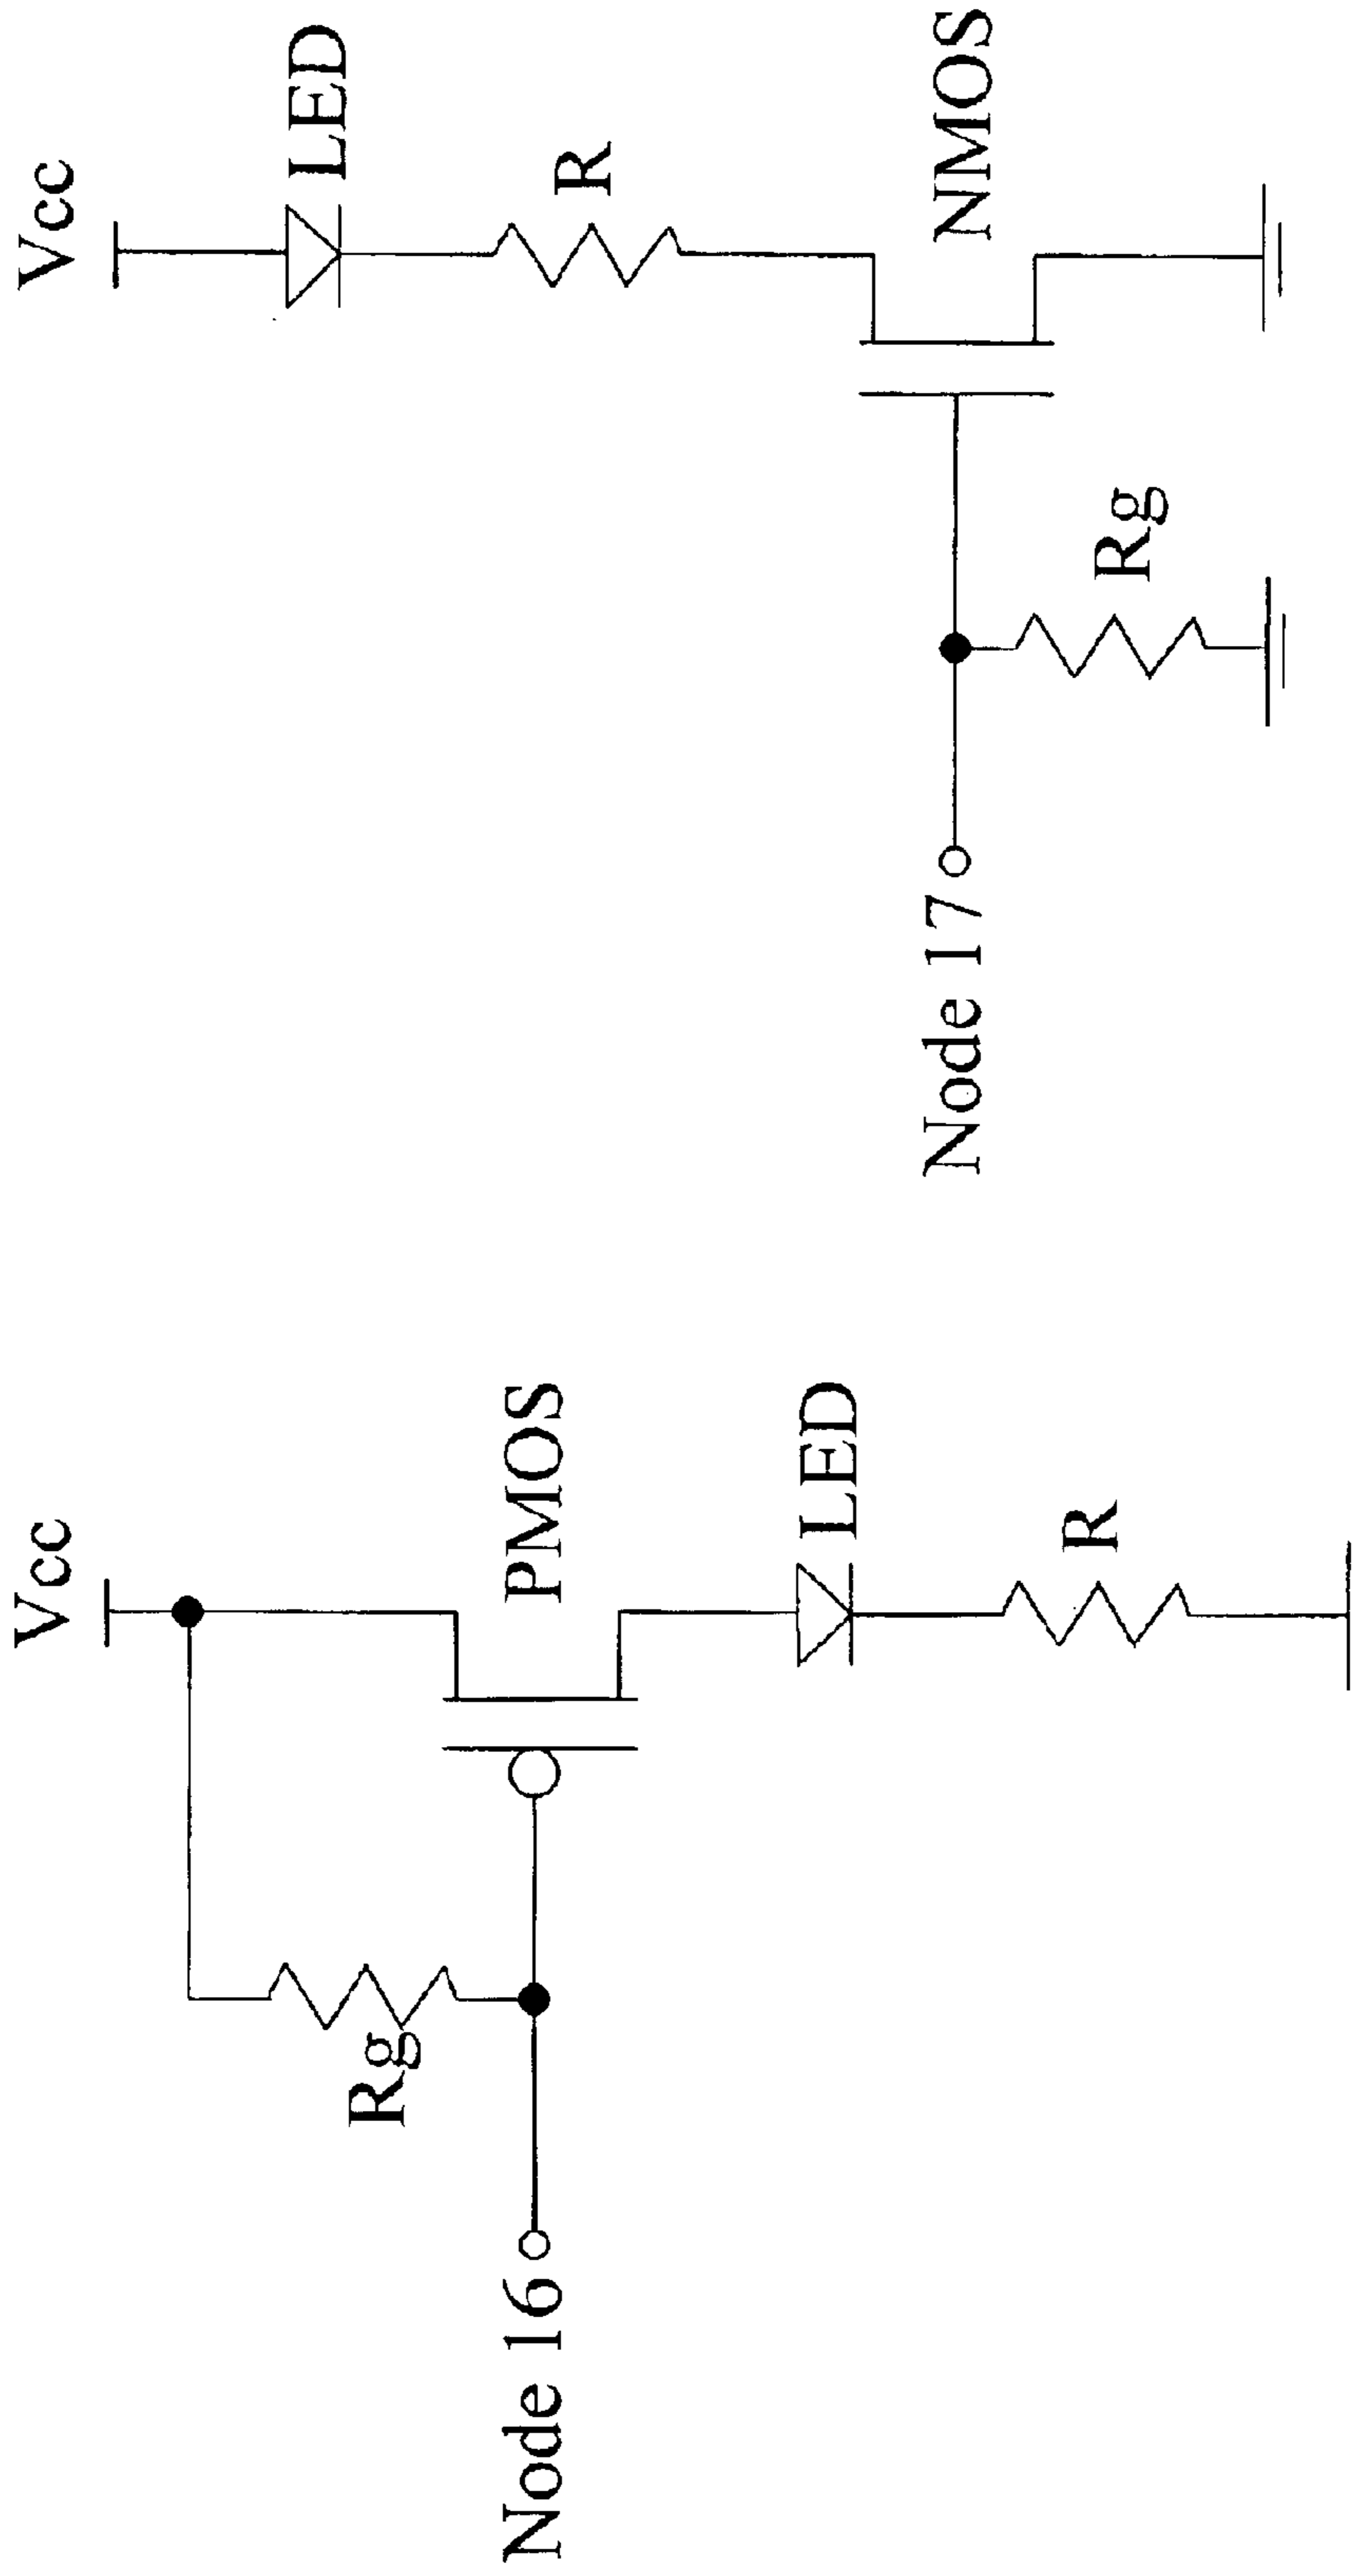 Vcc
LED
R
NMOS
Rg
Node 17
Vcc
PMOS
LED
R
Rg
Node 16